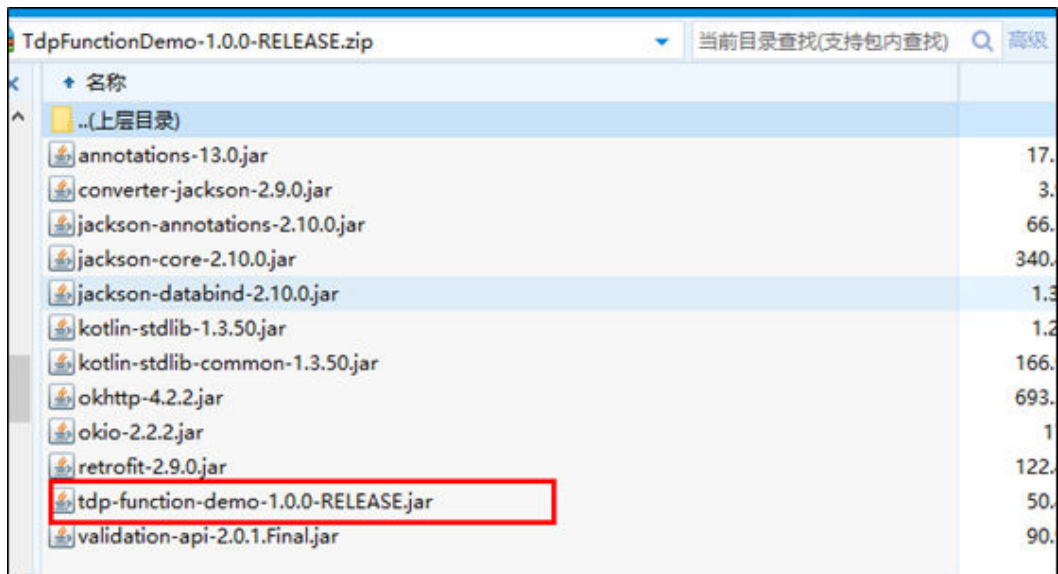 TdpFunctionDemo-1.0.0-RELEASE.zip 当前目录查找(支持包内查找) 高级
名称
..(上层目录)
annotations-13.0.jar 17.
converter-jackson-2.9.0.jar 3.
jackson-annotations-2.10.0.jar 66.
jackson-core-2.10.0.jar 340.
jackson-databind-2.10.0.jar 1.3
kotlin-stdlib-1.3.50.jar 1.2
kotlin-stdlib-common-1.3.50.jar 166.
okhttp-4.2.2.jar 693.
okio-2.2.2.jar 1
retrofit-2.9.0.jar 122.
tdp-function-demo-1.0.0-RELEASE.jar 50.
validation-api-2.0.1.Final.jar 90.